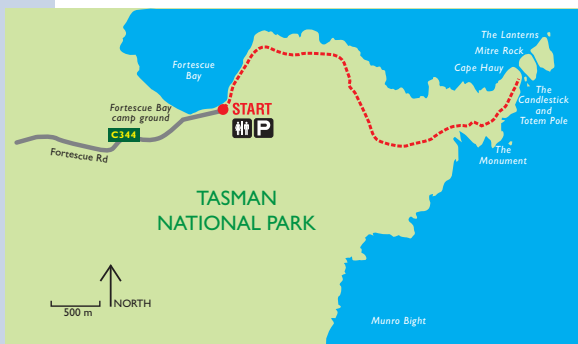 The Lanterns
Mitre Rock
Cape Hauy
The
Candlestick
and
Totem Pole
The
Monument
Fortescue
Bay
Fortescue Bay
camp ground
START
P
C344
Fortescue Rd
TASMAN
NATIONAL PARK
NORTH
500 m
Munro Bight